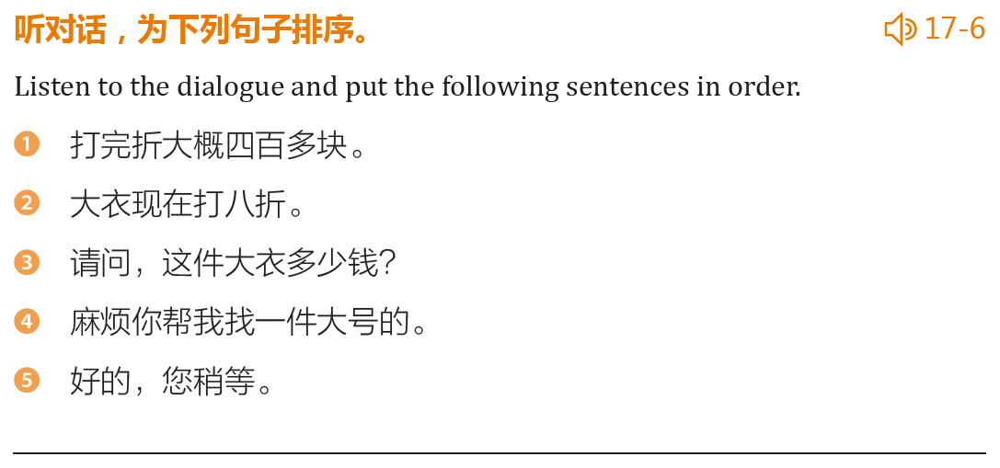 听对话，为下列句子排序。 17-6
Listen to the dialogue and put the following sentences in order.
1 打完折大概四百多块。
2 大衣现在打八折。
3 请问，这件大衣多少钱？
4 麻烦你帮我找一件大号的。
5 好的，您稍等。